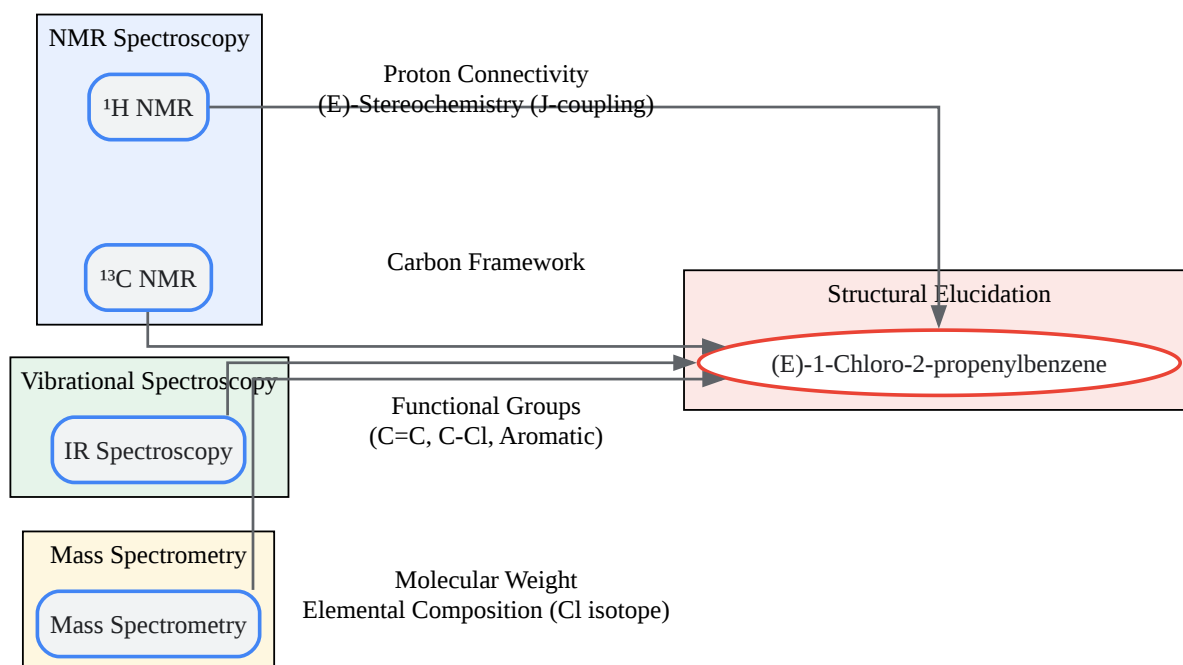 NMR Spectroscopy
¹H NMR
Proton Connectivity
(E)-Stereochemistry (J-coupling)
¹³C NMR
Carbon Framework
Structural Elucidation
(E)-1-Chloro-2-propenylbenzene
Vibrational Spectroscopy
IR Spectroscopy
Functional Groups
(C=C, C-Cl, Aromatic)
Mass Spectrometry
Mass Spectrometry
Molecular Weight
Elemental Composition (Cl isotope)